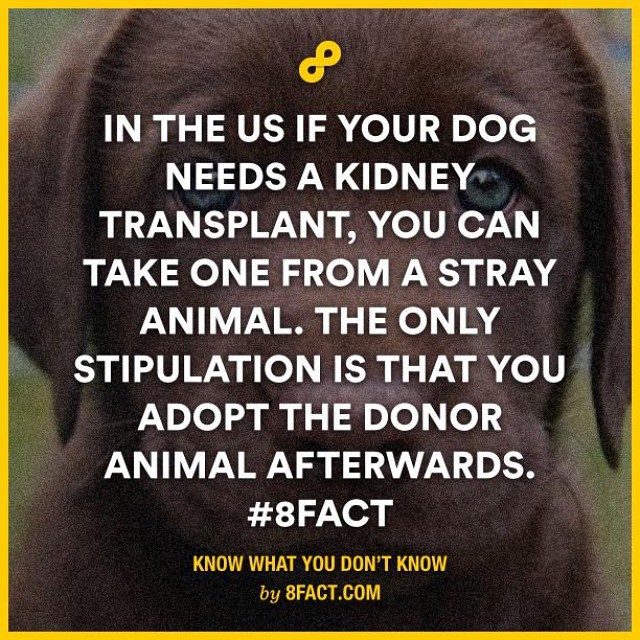 IN THE US IF YOUR DOG
NEEDS A KIDNEY
TRANSPLANT, YOU CAN
TAKE ONE FROM A STRAY
ANIMAL. THE ONLY
STIPULATION IS THAT YOU
ADOPT THE DONOR
ANIMAL AFTERWARDS.
#8FACT
KNOW WHAT YOU DON'T KNOW
by 8FACT.COM